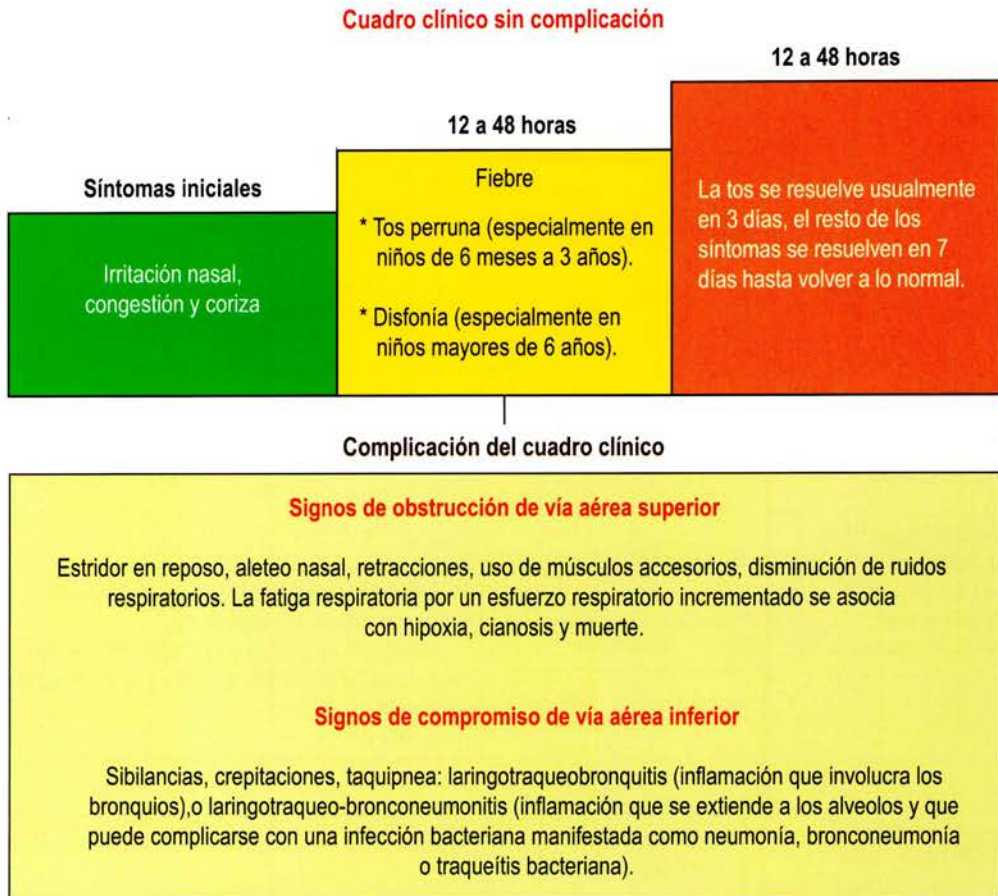 Cuadro clínico sin complicación
Síntomas iniciales
Irritación nasal,
congestión y coriza
12 a 48 horas
Fiebre
* Tos perruna (especialmente en
niños de 6 meses a 3 años).
* Disfonía (especialmente en
niños mayores de 6 años).
12 a 48 horas
La tos se resuelve usualmente
en 3 días, el resto de los
síntomas se resuelven en 7
días hasta volver a lo normal.
Complicación del cuadro clínico
Signos de obstrucción de vía aérea superior
Estridor en reposo, aleteo nasal, retracciones, uso de músculos accesorios, disminución de ruidos
respiratorios. La fatiga respiratoria por un esfuerzo respiratorio incrementado se asocia
con hipoxia, cianosis y muerte.
Signos de compromiso de vía aérea inferior
Sibilancias, crepitaciones, taquipnea: laringotraqueobronquitis (inflamación que involucra los
bronquios),o laringotraqueo-bronconeumonitis (inflamación que se extiende a los alveolos y que
puede complicarse con una infección bacteriana manifestada como neumonía, bronconeumonía
o traqueítis bacteriana).